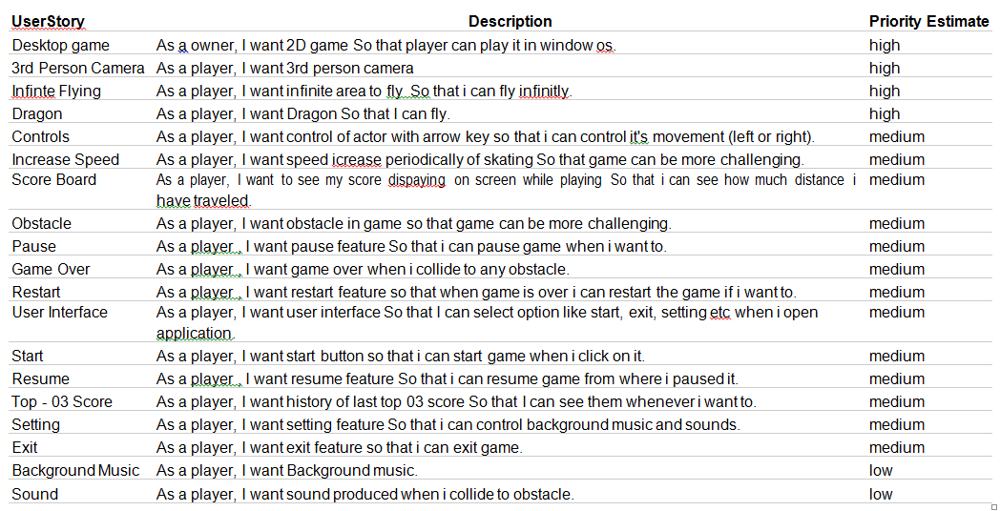 UserStory Description Priority Estimate
Desktop game As a owner, I want 2D game So that player can play it in window os. high
3rd Person Camera As a player, I want 3rd person camera high
Infinte Flying As a player, I want infinite area to fly So that i can fly infinitly. high
Dragon As a player, I want Dragon So that I can fly. high
Controls As a player, I want control of actor with arrow key so that i can control it's movement (left or right). medium
Increase Speed As a player, I want speed icrease periodically of skating So that game can be more challenging. medium
Score Board As a player, I want to see my score dispaying on screen while playing So that i can see how much distance i medium
have traveled.
Obstacle As a player, I want obstacle in game so that game can be more challenging. medium
Pause As a player , I want pause feature So that i can pause game when i want to. medium
Game Over As a player , I want game over when i collide to any obstacle. medium
Restart As a player , I want restart feature so that when game is over i can restart the game if i want to. medium
User Interface As a player, I want user interface So that I can select option like start, exit, setting etc when i open medium
application.
Start As a player, I want start button so that i can start game when i click on it. medium
Resume As a player , I want resume feature So that i can resume game from where i paused it. medium
Top - 03 Score As a player, I want history of last top 03 score So that I can see them whenever i want to. medium
Setting As a player, I want setting feature So that i can control background music and sounds. medium
Exit As a player, I want exit feature so that i can exit game. medium
Background Music As a player, I want Background music. low
Sound As a player, I want sound produced when i collide to obstacle. low